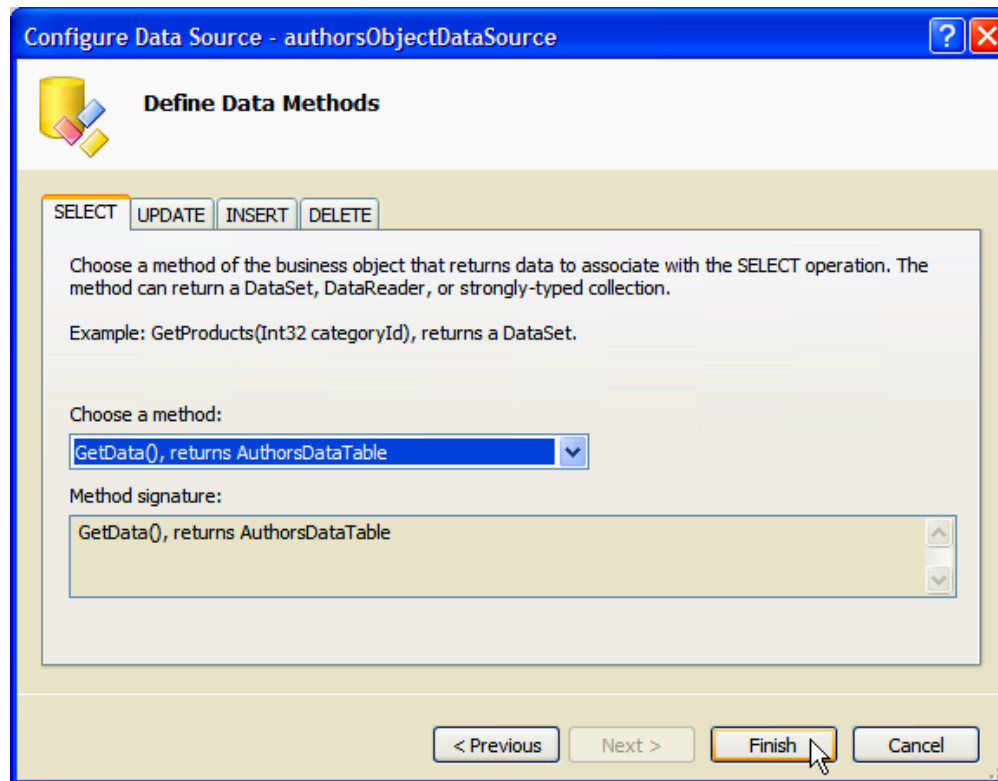 Configure Data Source - authorsObjectDataSource
Define Data Methods
SELECT UPDATE INSERT DELETE
Choose a method of the business object that returns data to associate with the SELECT operation. The
method can return a DataSet, DataReader, or strongly-typed collection.
Example: GetProducts(Int32 categoryId), returns a DataSet.
Choose a method:
GetData(), returns AuthorsDataTable
Method signature:
GetData(), returns AuthorsDataTable
< Previous Next > Finish Cancel